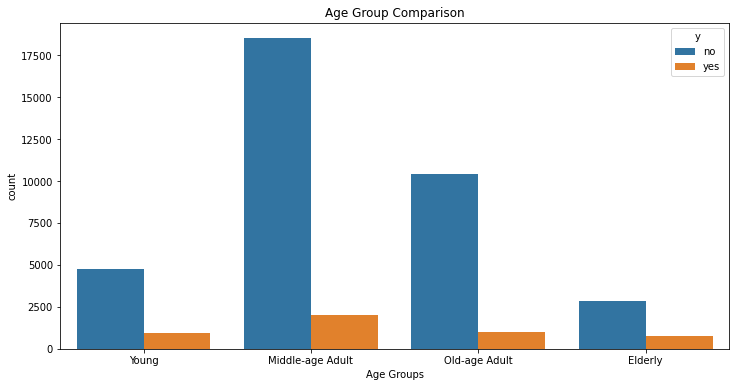 Age Group Comparison
y
no
yes
17500
15000
12500
10000
7500
5000
2500
0
count
Young
Middle-age Adult
Old-age Adult
Elderly
Age Groups